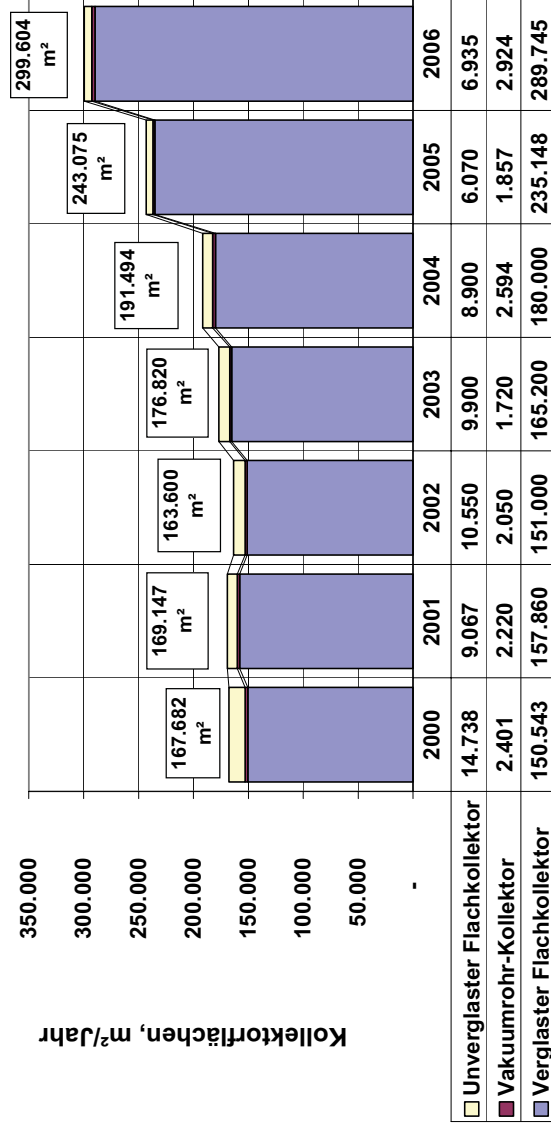 Kollektorflächen, m²/Jahr
350.000
300.000
250.000
200.000
150.000
100.000
50.000
-
167.682
m²
169.147
m²
163.600
m²
176.820
m²
191.494
m²
243.075
m²
299.604
m²
2000 2001 2002 2003 2004 2005 2006
Unverglaster Flachkollektor 14.738 9.067 10.550 9.900 8.900 6.070 6.935
Vakuumrohr-Kollektor 2.401 2.220 2.050 1.720 2.594 1.857 2.924
Verglaster Flachkollektor 150.543 157.860 151.000 165.200 180.000 235.148 289.745